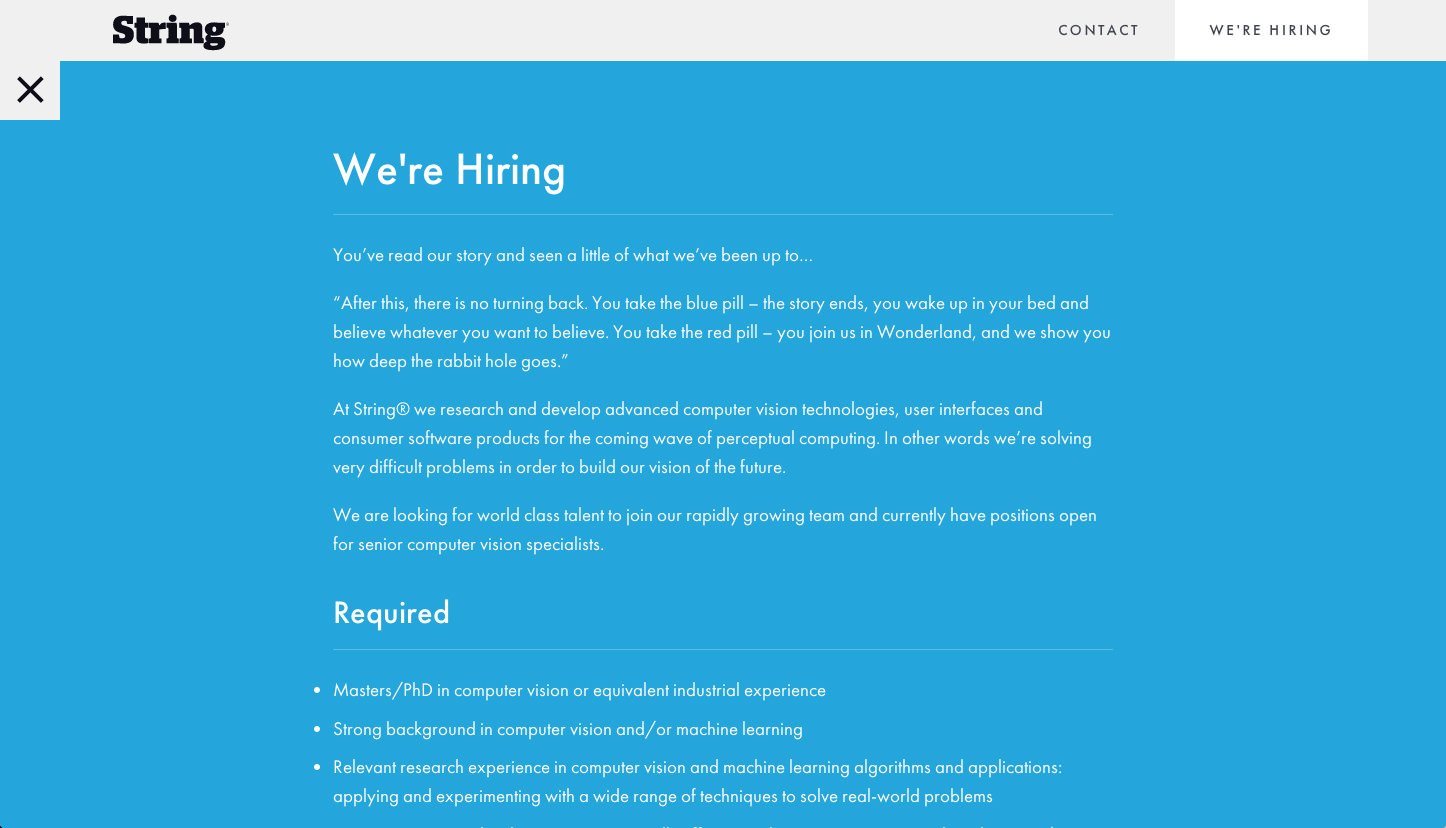 String®
CONTACT
WE'RE HIRING
We're Hiring
You’ve read our story and seen a little of what we’ve been up to...
“After this, there is no turning back. You take the blue pill – the story ends, you wake up in your bed and
believe whatever you want to believe. You take the red pill – you join us in Wonderland, and we show you
how deep the rabbit hole goes.”
At String® we research and develop advanced computer vision technologies, user interfaces and
consumer software products for the coming wave of perceptual computing. In other words we’re solving
very difficult problems in order to build our vision of the future.
We are looking for world class talent to join our rapidly growing team and currently have positions open
for senior computer vision specialists.
Required
• Masters/PhD in computer vision or equivalent industrial experience
• Strong background in computer vision and/or machine learning
• Relevant research experience in computer vision and machine learning algorithms and applications:
applying and experimenting with a wide range of techniques to solve real-world problems